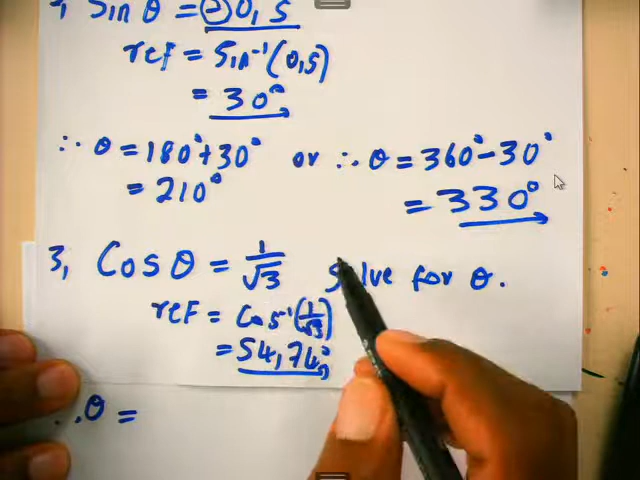 , Sin θ = -0,5
ref = Sin⁻¹(0,5)
= 30°
∴ θ = 180° + 30° or ∴ θ = 360° - 30°
= 210° = 330°
3, Cos θ = 1/√3 Solve for θ.
ref = Cos⁻¹(1/√3)
= 54,74°
∴ θ =